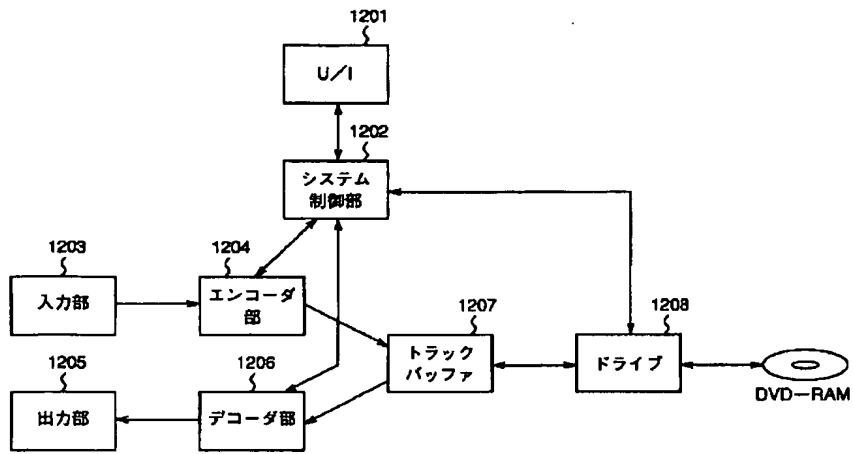 1201
U/I
1202
システム
制御部
1203
入力部
1204
エンコーダ
部
1205
出力部
1206
デコーダ部
1207
トラック
バッファ
1208
ドライブ
DVD-RAM